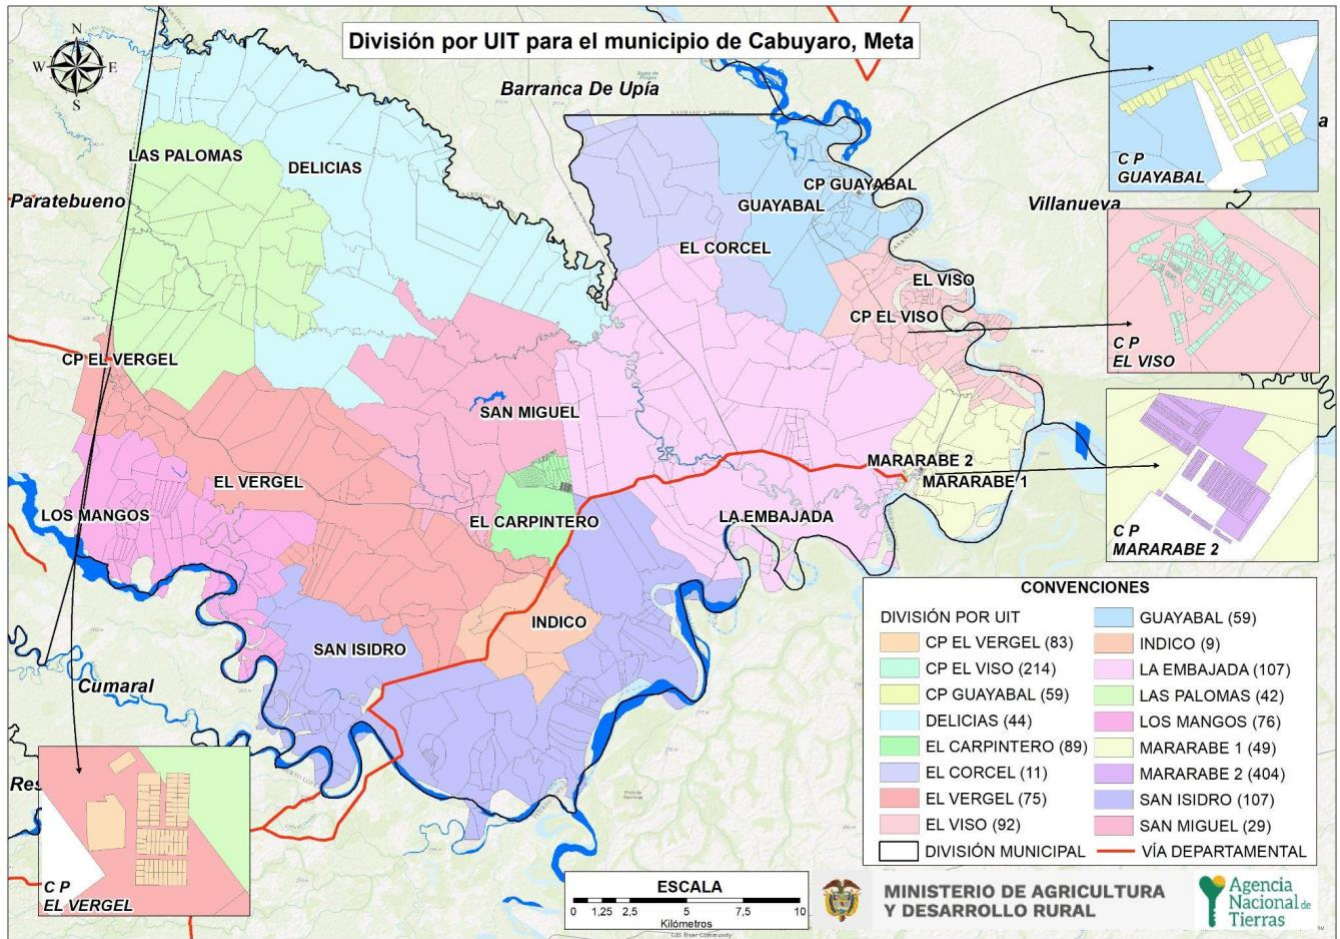 División por UIT para el municipio de Cabuyaro, Meta
N
W E
S
Barranca De Upía
C P
GUAYABAL
LAS PALOMAS
DELICIAS
CP GUAYABAL
GUAYABAL
Paratebueno
Villanueva
EL CORCEL
EL VISO
CP EL VISO
C P
EL VISO
CP EL VERGEL
SAN MIGUEL
MARARABE 2
MARARABE 1
EL VERGEL
LOS MANGOS
EL CARPINTERO
LA EMBAJADA
C P
MARARABE 2
INDICO
SAN ISIDRO
Cumaral
Res
C P
EL VERGEL
CONVENCIONES
DIVISIÓN POR UIT
CP EL VERGEL (83)
CP EL VISO (214)
CP GUAYABAL (59)
DELICIAS (44)
EL CARPINTERO (89)
EL CORCEL (11)
EL VERGEL (75)
EL VISO (92)
DIVISIÓN MUNICIPAL
GUAYABAL (59)
INDICO (9)
LA EMBAJADA (107)
LAS PALOMAS (42)
LOS MANGOS (76)
MARARABE 1 (49)
MARARABE 2 (404)
SAN ISIDRO (107)
SAN MIGUEL (29)
VÍA DEPARTAMENTAL
ESCALA
0 1,25 2,5 5 7,5 10
Kilómetros
MINISTERIO DE AGRICULTURA
Y DESARROLLO RURAL
Agencia
Nacional de
Tierras